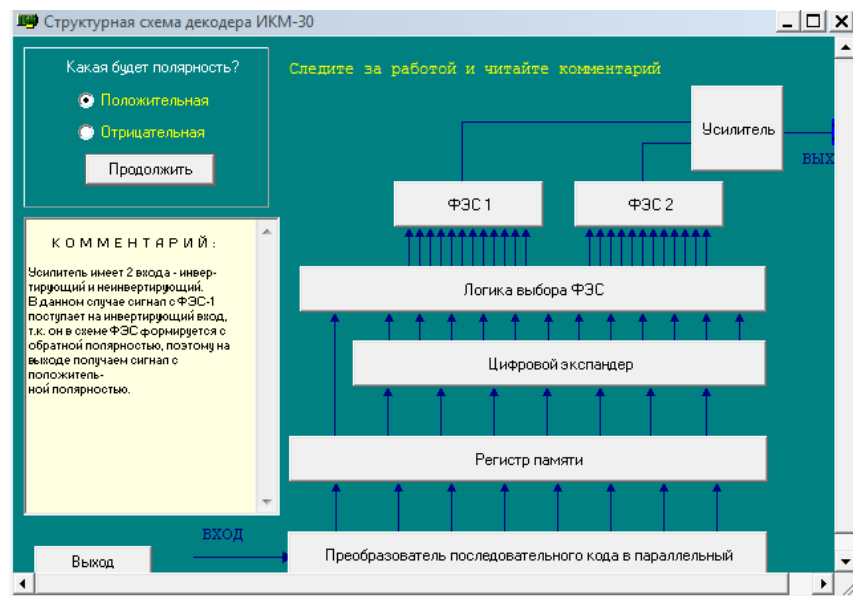 Структурная схема декодера ИКМ-30
Какая будет полярность?
Положительная
Отрицательная
Продолжить
Следите за работой и читайте комментарий
Усилитель
ВЫХ
ФЭС 1
ФЭС 2
КОММЕНТАРИЙ:
Усилитель имеет 2 входа - инвер-
тирующий и неинвертирующий.
В данном случае сигнал с ФЭС-1
поступает на инвертирующий вход,
т.к. он в схеме ФЭС формируется с
обратной полярностью, поэтому на
выходе получаем сигнал с
положитель-
ной полярностью.
Логика выбора ФЭС
Цифровой экспандер
Регистр памяти
ВХОД
Преобразователь последовательного кода в параллельный
Выход